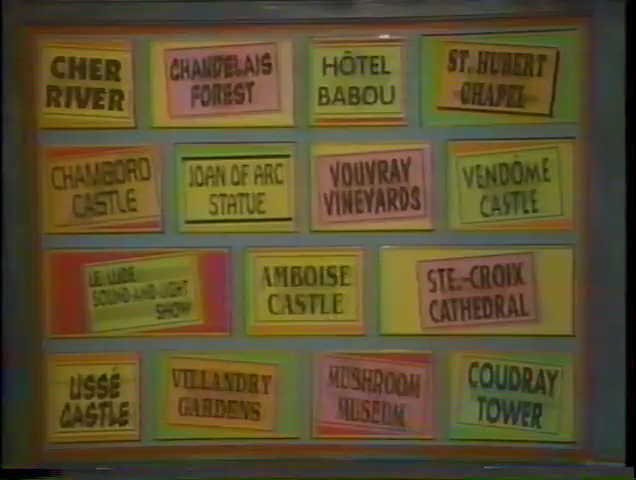 CHER
RIVER
CHANDELAIS
FOREST
HÔTEL
BABOU
ST. HUBERT
CHAPEL
CHAMBORD
CASTLE
JOAN OF ARC
STATUE
VOUVRAY
VINEYARDS
VENDÔME
CASTLE
LE LUDE
SOUND-AND-LIGHT
SHOW
AMBOISE
CASTLE
STE.-CROIX
CATHEDRAL
USSÉ
CASTLE
VILLANDRY
GARDENS
MUSHROOM
MUSEUM
COUDRAY
TOWER